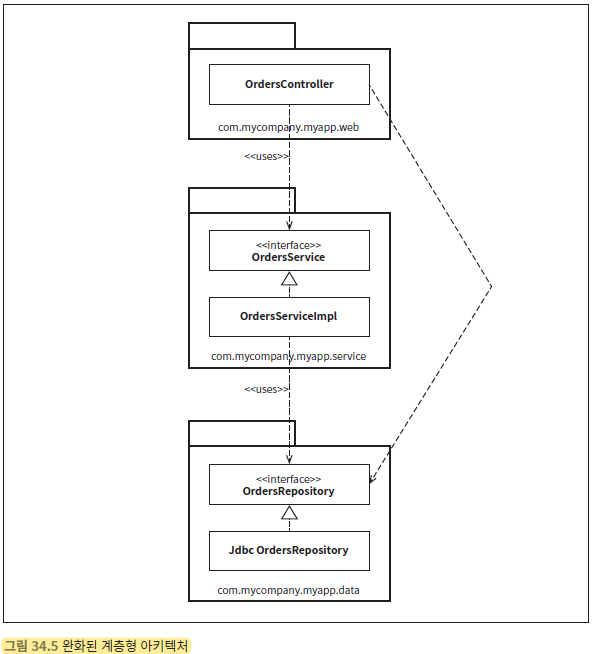 OrdersController
com.mycompany.myapp.web
<<uses>>
<<interface>>
OrdersService
OrdersServiceImpl
com.mycompany.myapp.service
<<uses>>
<<interface>>
OrdersRepository
Jdbc OrdersRepository
com.mycompany.myapp.data
그림 34.5 완화된 계층형 아키텍처